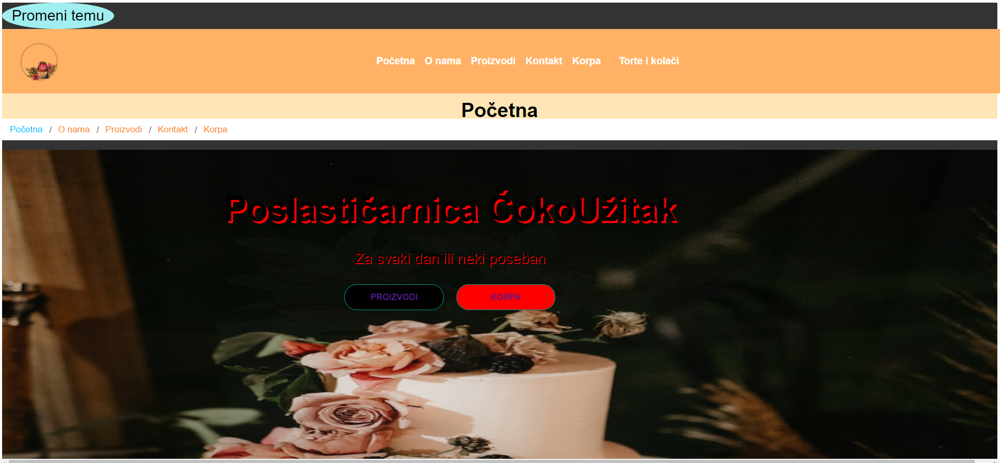 Promeni temu
Početna O nama Proizvodi Kontakt Korpa Torte i kolači
Početna
Početna / O nama / Proizvodi / Kontakt / Korpa
Poslastičarnica ČokoUžitak
Za svaki dan ili neki poseban
PROIZVODI KORPA